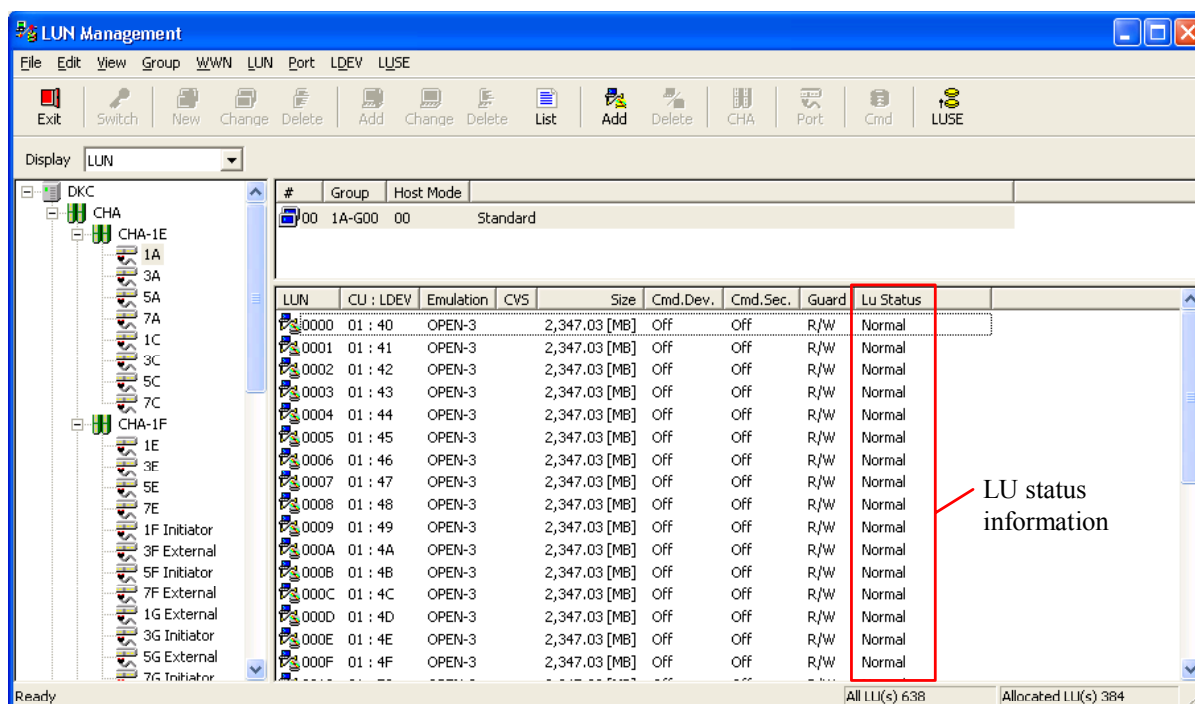 LUN Management
File Edit View Group WWN LUN Port LDEV LUSE
Exit Switch New Change Delete Add Change Delete List Add Delete CHA Port Cmd LUSE
Display LUN
DKC
CHA
CHA-1E
1A
3A
5A
7A
1C
3C
5C
7C
CHA-1F
1E
3E
5E
7E
1F Initiator
3F External
5F Initiator
7F External
1G External
3G Initiator
5G External
7G Initiator
# Group Host Mode
00 1A-G00 00 Standard
LUN CU : LDEV Emulation CVS Size Cmd.Dev. Cmd.Sec. Guard Lu Status
0000 01 : 40 OPEN-3 2,347.03 [MB] Off Off R/W Normal
0001 01 : 41 OPEN-3 2,347.03 [MB] Off Off R/W Normal
0002 01 : 42 OPEN-3 2,347.03 [MB] Off Off R/W Normal
0003 01 : 43 OPEN-3 2,347.03 [MB] Off Off R/W Normal
0004 01 : 44 OPEN-3 2,347.03 [MB] Off Off R/W Normal
0005 01 : 45 OPEN-3 2,347.03 [MB] Off Off R/W Normal
0006 01 : 46 OPEN-3 2,347.03 [MB] Off Off R/W Normal
0007 01 : 47 OPEN-3 2,347.03 [MB] Off Off R/W Normal
0008 01 : 48 OPEN-3 2,347.03 [MB] Off Off R/W Normal
0009 01 : 49 OPEN-3 2,347.03 [MB] Off Off R/W Normal
000A 01 : 4A OPEN-3 2,347.03 [MB] Off Off R/W Normal
000B 01 : 4B OPEN-3 2,347.03 [MB] Off Off R/W Normal
000C 01 : 4C OPEN-3 2,347.03 [MB] Off Off R/W Normal
000D 01 : 4D OPEN-3 2,347.03 [MB] Off Off R/W Normal
000E 01 : 4E OPEN-3 2,347.03 [MB] Off Off R/W Normal
000F 01 : 4F OPEN-3 2,347.03 [MB] Off Off R/W Normal
LU status
information
Ready All LU(s) 638 Allocated LU(s) 384